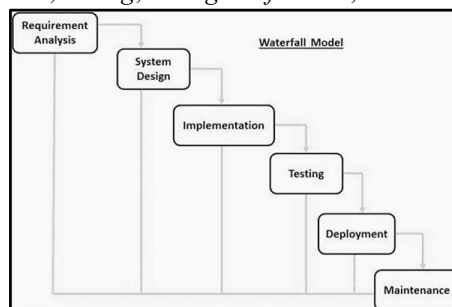 Requirement
Analysis
Waterfall Model
System
Design
Implementation
Testing
Deployment
Maintenance